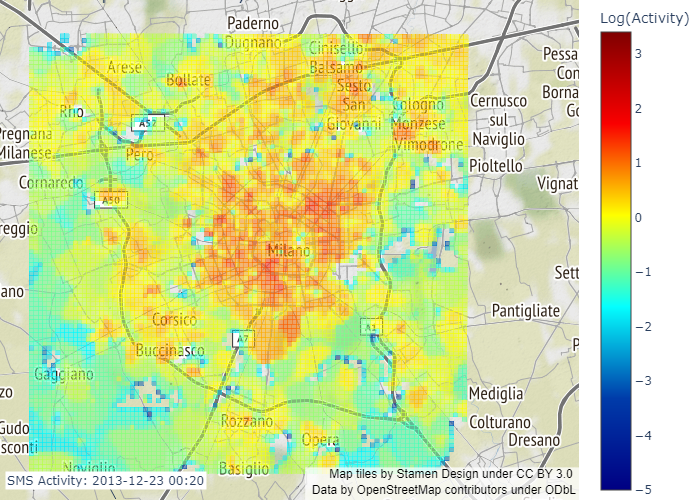 Paderno
Dugnano
Cinisello
Balsamo
Log(Activity)
Arese
Bollate
Sesto
San
Giovanni
Pessa
Con
Borna
Go
Rho
A52
Cologno
Monzese
Vimodrone
Cernusco
sul
Naviglio
Pregnana
Milanese
Pero
Pioltello
Cornaredo
A50
Vignat
reggio
Milano
Sett
ano
Pantigliate
Corsico
A7
A1
P
Buccinasco
Gaggiano
zo
Mediglia
Gudo
sconti
Rozzano
Colturano
Dresano
Opera
Noviglio
Basiglio
SMS Activity: 2013-12-23 00:20
Map tiles by Stamen Design under CC BY 3.0
Data by OpenStreetMap contributors under ODbL
3
2
1
0
−1
−2
−3
−4
−5